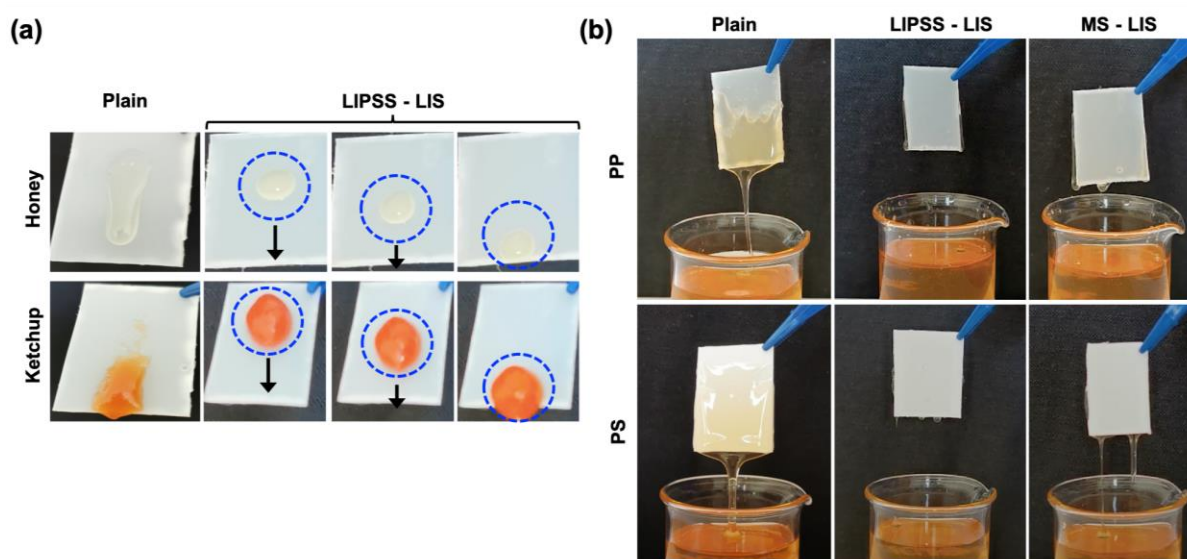 (a)
Plain
LIPSS - LIS
Honey
Ketchup
(b)
Plain
LIPSS - LIS
MS - LIS
PP
PS